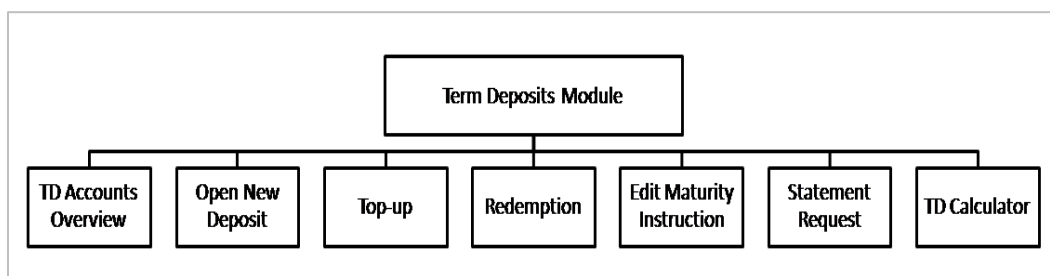 Term Deposits Module
TD Accounts
Overview
Open New
Deposit
Top-up
Redemption
Edit Maturity
Instruction
Statement
Request
TD Calculator